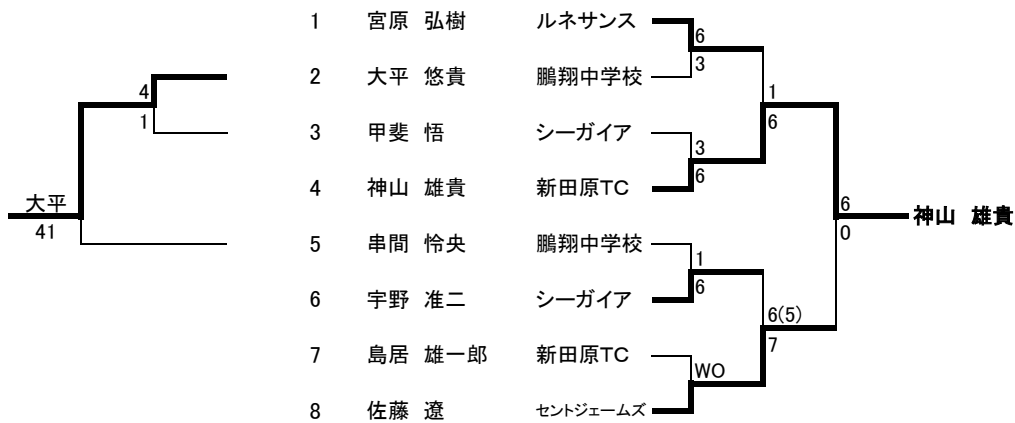 1 宮原 弘樹 ルネサンス
6
3
2 大平 悠貴 鵬翔中学校
4
1
1
6
3 甲斐 悟 シーガイア
3
6
4 神山 雄貴 新田原TC
大平
41
6
0
神山 雄貴
5 串間 怜央 鵬翔中学校
1
6
6 宇野 准二 シーガイア
6(5)
7
7 島居 雄一郎 新田原TC
WO
8 佐藤 遼 セントジェームズ